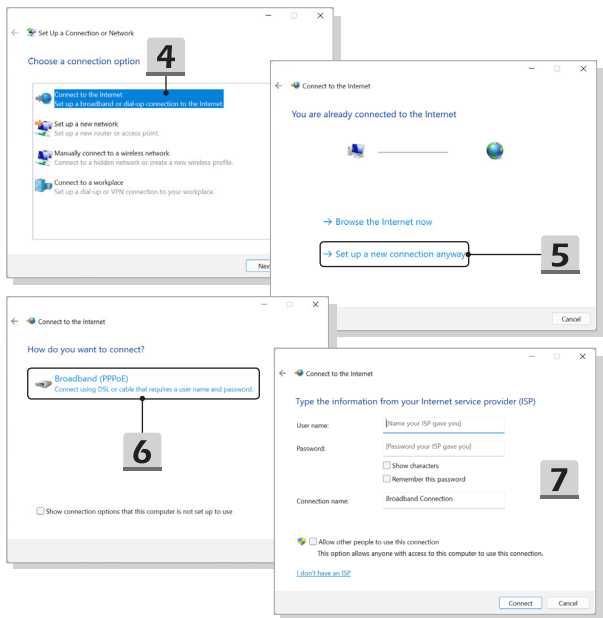 Set Up a Connection or Network
Choose a connection option
4
Connect to the Internet
Set up a broadband or dial-up connection to the Internet.
Set up a new network
Set up a new router or access point.
Manually connect to a wireless network
Connect to a hidden network or create a new wireless profile.
Connect to a workplace
Set up a dial-up or VPN connection to your workplace.
Connect to the Internet
You are already connected to the Internet
→ Browse the Internet now
→ Set up a new connection anyway
5
Cancel
Connect to the Internet
How do you want to connect?
Broadband (PPPoE)
Connect using DSL or cable that requires a user name and password.
6
Show connection options that this computer is not set up to use
Connect to the Internet
Type the information from your Internet service provider (ISP)
User name:
[Name your ISP gave you]
Password:
[Password your ISP gave you]
Show characters
Remember this password
7
Connection name:
Broadband Connection
Allow other people to use this connection
This option allows anyone with access to this computer to use this connection.
I don't have an ISP
Connect
Cancel